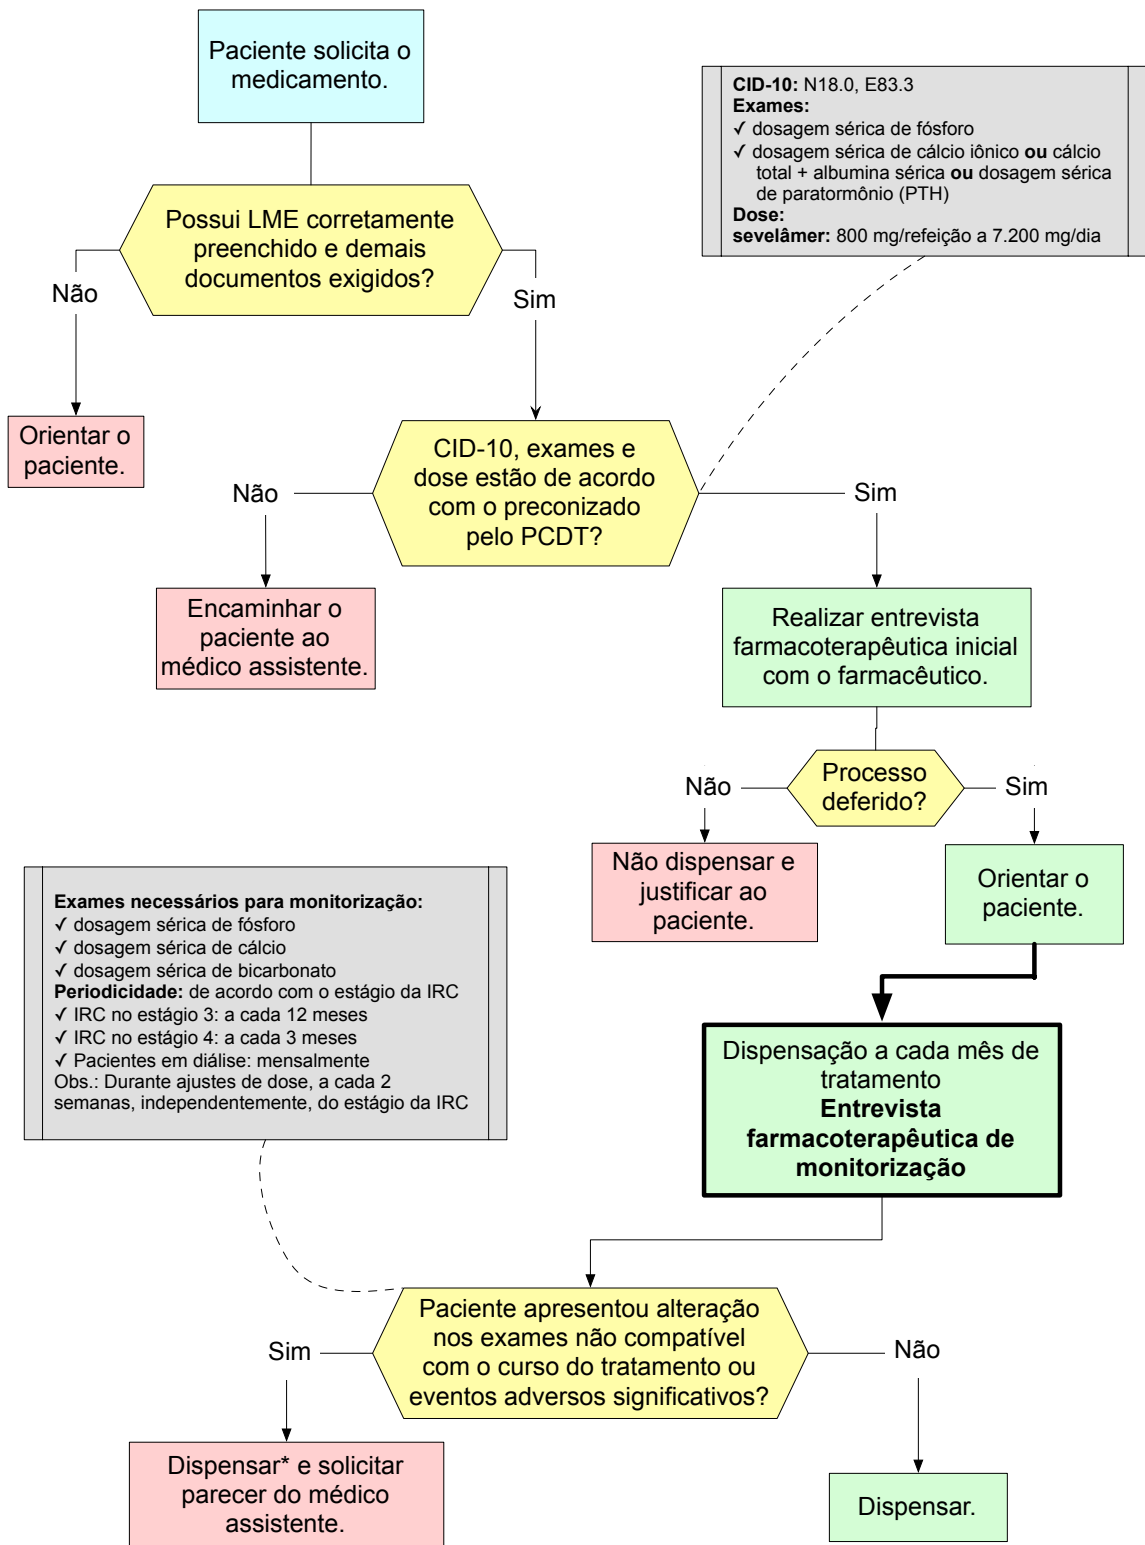 Paciente solicita o
medicamento.
CID-10: N18.0, E83.3
Exames:
✓ dosagem sérica de fósforo
✓ dosagem sérica de cálcio iônico ou cálcio
total + albumina sérica ou dosagem sérica
de paratormônio (PTH)
Dose:
sevelâmer: 800 mg/refeição a 7.200 mg/dia
Possui LME corretamente
preenchido e demais
documentos exigidos?
Não
Sim
Orientar o
paciente.
CID-10, exames e
dose estão de acordo
com o preconizado
pelo PCDT?
Não
Sim
Encaminhar o
paciente ao
médico assistente.
Realizar entrevista
farmacoterapêutica inicial
com o farmacêutico.
Processo
deferido?
Não
Sim
Não dispensar e
justificar ao
paciente.
Orientar o
paciente.
Exames necessários para monitorização:
✓ dosagem sérica de fósforo
✓ dosagem sérica de cálcio
✓ dosagem sérica de bicarbonato
Periodicidade: de acordo com o estágio da IRC
✓ IRC no estágio 3: a cada 12 meses
✓ IRC no estágio 4: a cada 3 meses
✓ Pacientes em diálise: mensalmente
Obs.: Durante ajustes de dose, a cada 2
semanas, independentemente, do estágio da IRC
Dispensação a cada mês de
tratamento
Entrevista
farmacoterapêutica de
monitorização
Paciente apresentou alteração
nos exames não compatível
com o curso do tratamento ou
eventos adversos significativos?
Sim
Não
Dispensar* e solicitar
parecer do médico
assistente.
Dispensar.